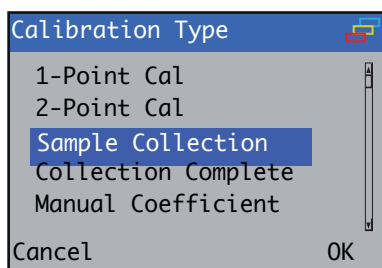 Calibration Type
1-Point Cal
2-Point Cal
Sample Collection
Collection Complete
Manual Coefficient
Cancel OK